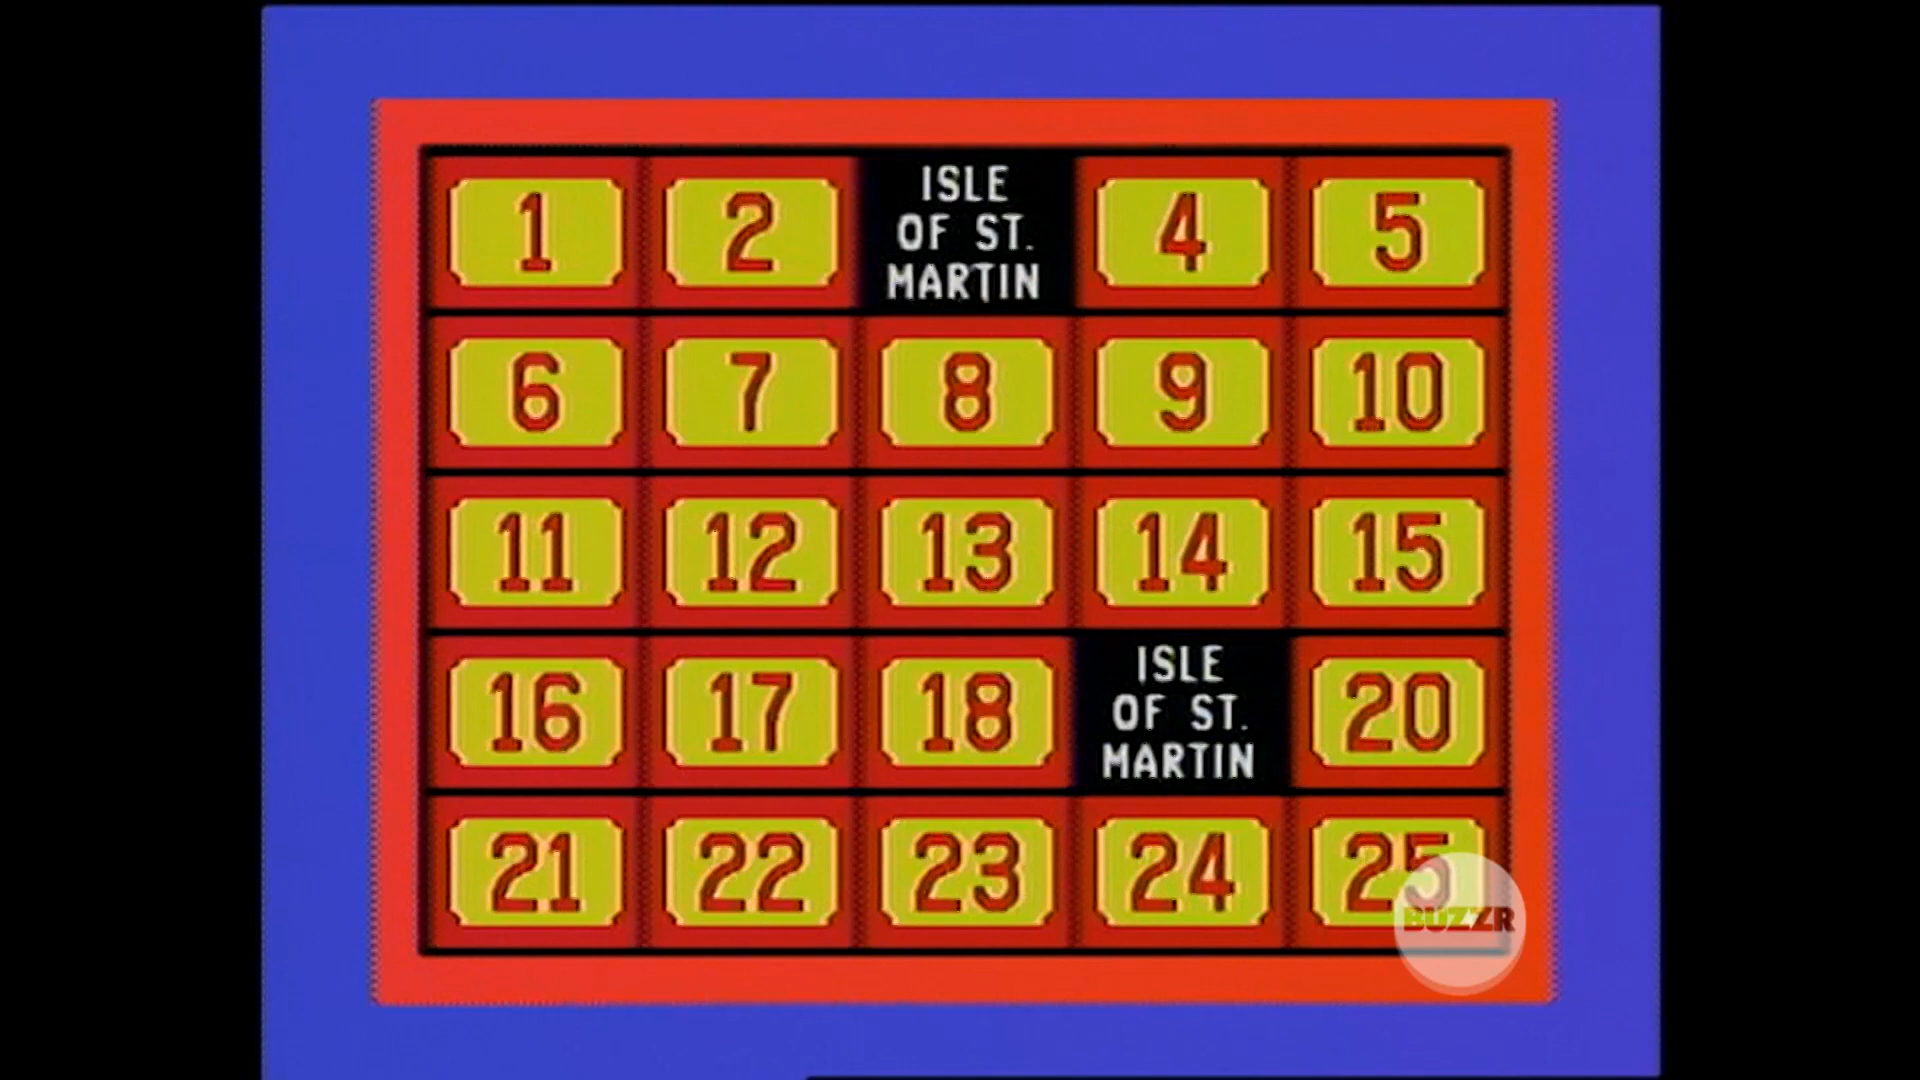 1 2 ISLE OF ST. MARTIN 4 5
6 7 8 9 10
11 12 13 14 15
16 17 18 ISLE OF ST. MARTIN 20
21 22 23 24 25
BUZZR